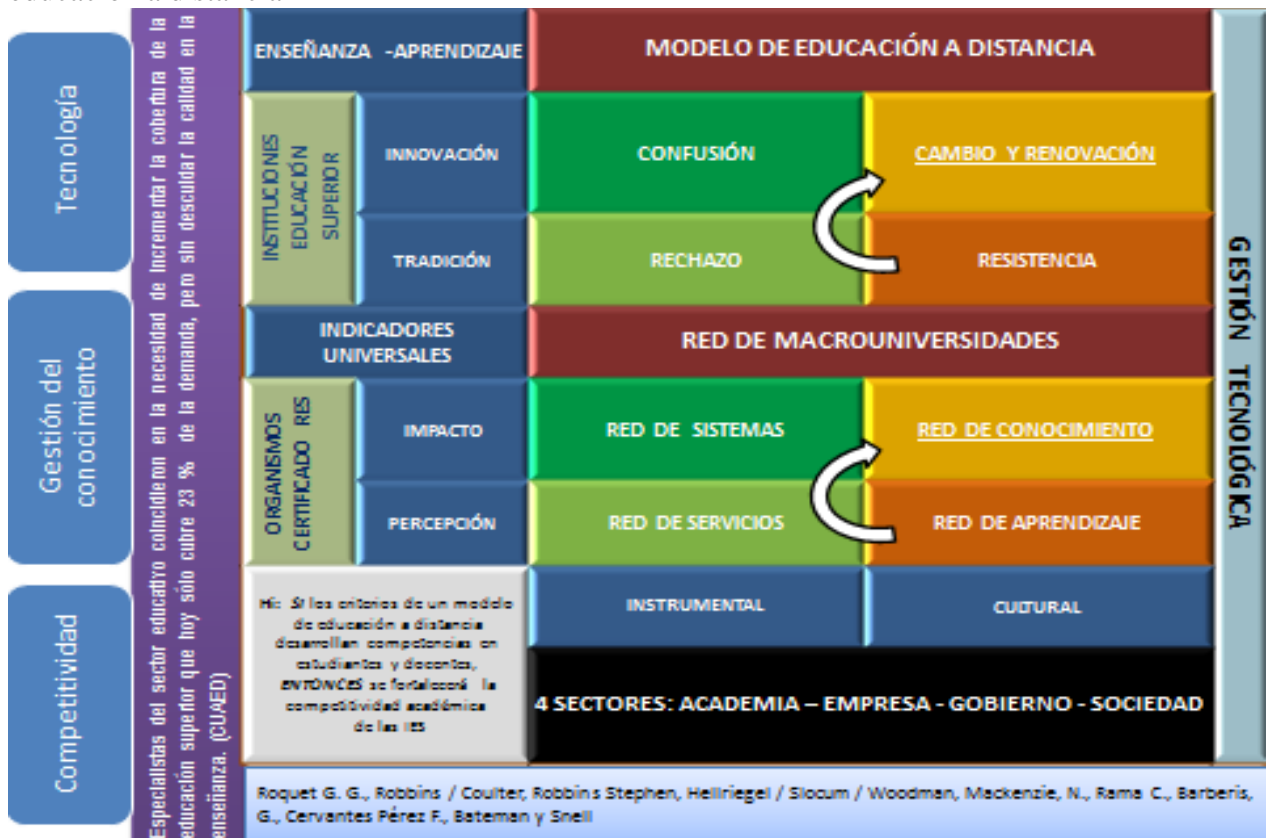 Tecnología
Gestión del
conocimiento
Competitividad
Especialistas del sector educativo coincidieron en la necesidad de incrementar la cobertura de la
educación superior que hoy sólo cubre 23 % de la demanda, pero sin descuidar la calidad en la
enseñanza. (CUAED)
ENSEÑANZA -APRENDIZAJE
MODELO DE EDUCACIÓN A DISTANCIA
INSTITUCIONES
EDUCACIÓN
SUPERIOR
INNOVACIÓN
CONFUSIÓN
CAMBIO Y RENOVACIÓN
TRADICIÓN
RECHAZO
RESISTENCIA
INDICADORES
UNIVERSALES
RED DE MACROUNIVERSIDADES
ORGANISMOS
CERTIFICADO RES
IMPACTO
RED DE SISTEMAS
RED DE CONOCIMIENTO
PERCEPCIÓN
RED DE SERVICIOS
RED DE APRENDIZAJE
Hi: SI los criterios de un modelo
de educación a distancia
desarrollan competencias en
estudiantes y docentes,
ENTONCES se fortalecerá la
competitividad académica
de las IES
INSTRUMENTAL
CULTURAL
4 SECTORES: ACADEMIA – EMPRESA - GOBIERNO - SOCIEDAD
GESTIÓN TECNOLÓGICA
Roquet G. G., Robbins / Coulter, Robbins Stephen, Hellriegel / Slocum / Woodman, Mackenzie, N., Rama C., Barberis,
G., Cervantes Pérez F., Bateman y Snell